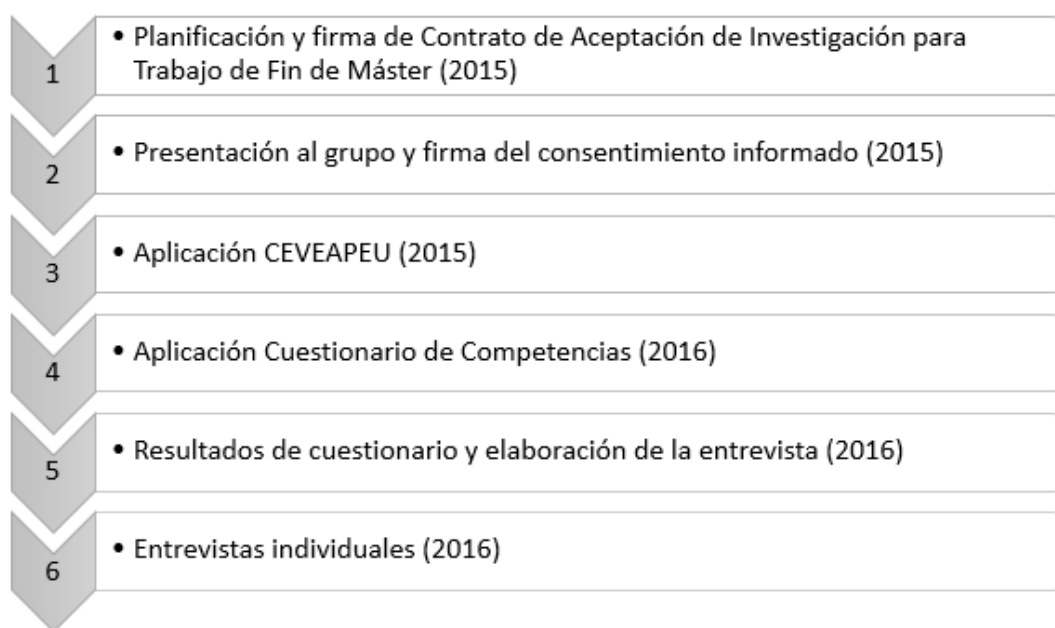 1
• Planificación y firma de Contrato de Aceptación de Investigación para
Trabajo de Fin de Máster (2015)
2
• Presentación al grupo y firma del consentimiento informado (2015)
3
• Aplicación CEVEAPEU (2015)
4
• Aplicación Cuestionario de Competencias (2016)
5
• Resultados de cuestionario y elaboración de la entrevista (2016)
6
• Entrevistas individuales (2016)